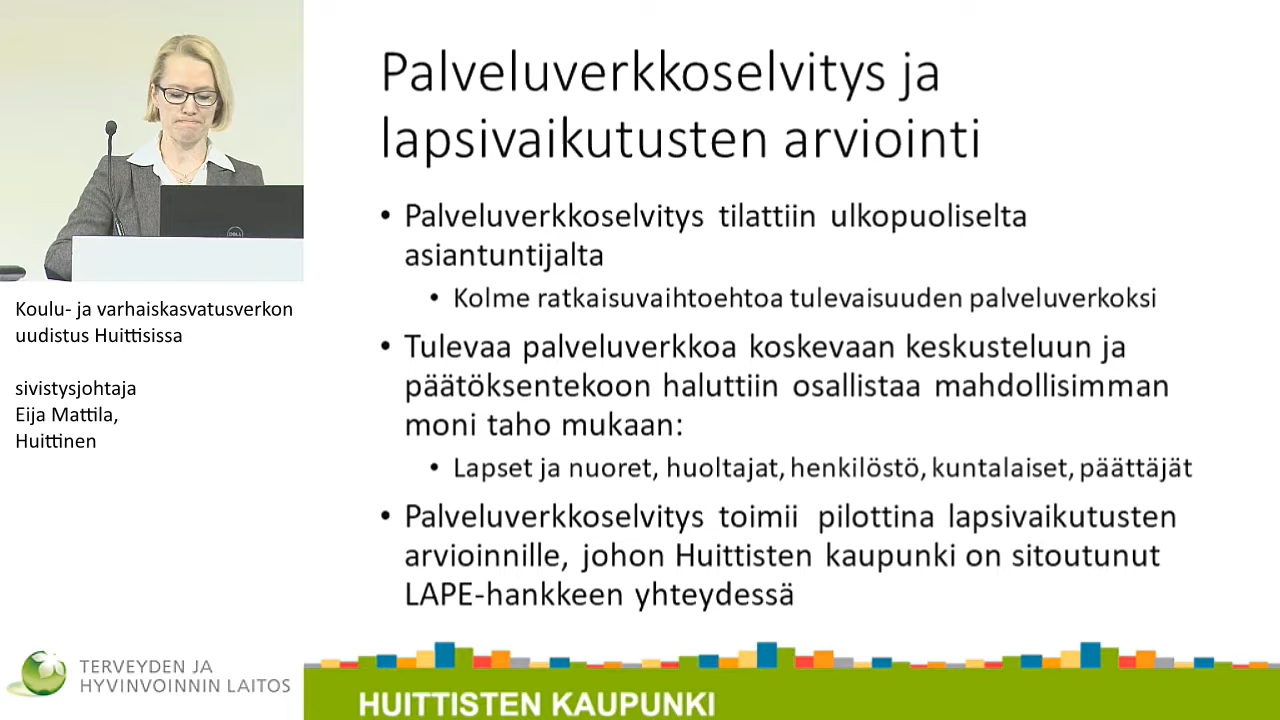 Palveluverkkoselvitys ja
lapsivaikutusten arviointi
• Palveluverkkoselvitys tilattiin ulkopuoliselta
asiantuntijalta
• Kolme ratkaisuvaihtoehtoa tulevaisuuden palveluverkoksi
• Tulevaa palveluverkkoa koskevaan keskusteluun ja
päätöksentekoon haluttiin osallistaa mahdollisimman
moni taho mukaan:
• Lapset ja nuoret, huoltajat, henkilöstö, kuntalaiset, päättäjät
• Palveluverkkoselvitys toimii pilottina lapsivaikutusten
arvioinnille, johon Huittisten kaupunki on sitoutunut
LAPE-hankkeen yhteydessä
DELL
Koulu- ja varhaiskasvatusverkon
uudistus Huittisissa
sivistysjohtaja
Eija Mattila,
Huittinen
TERVEYDEN JA
HYVINVOINNIN LAITOS
HUITTISTEN KAUPUNKI